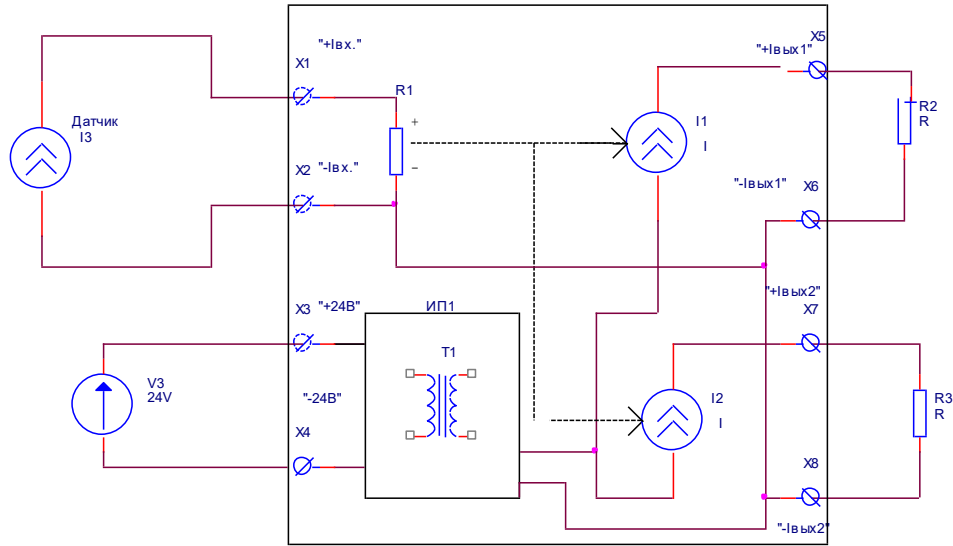 "+Iвх."
X1
R1
+
−
Датчик
I3
X2
"-Iвх."
I1
I
"+Iвых1"
X5
R2
R
"-Iвых1"
X6
X3
"+24В"
ИП1
T1
V3
24V
"-24В"
X4
"+Iвых2"
X7
I2
I
R3
R
X8
"-Iвых2"